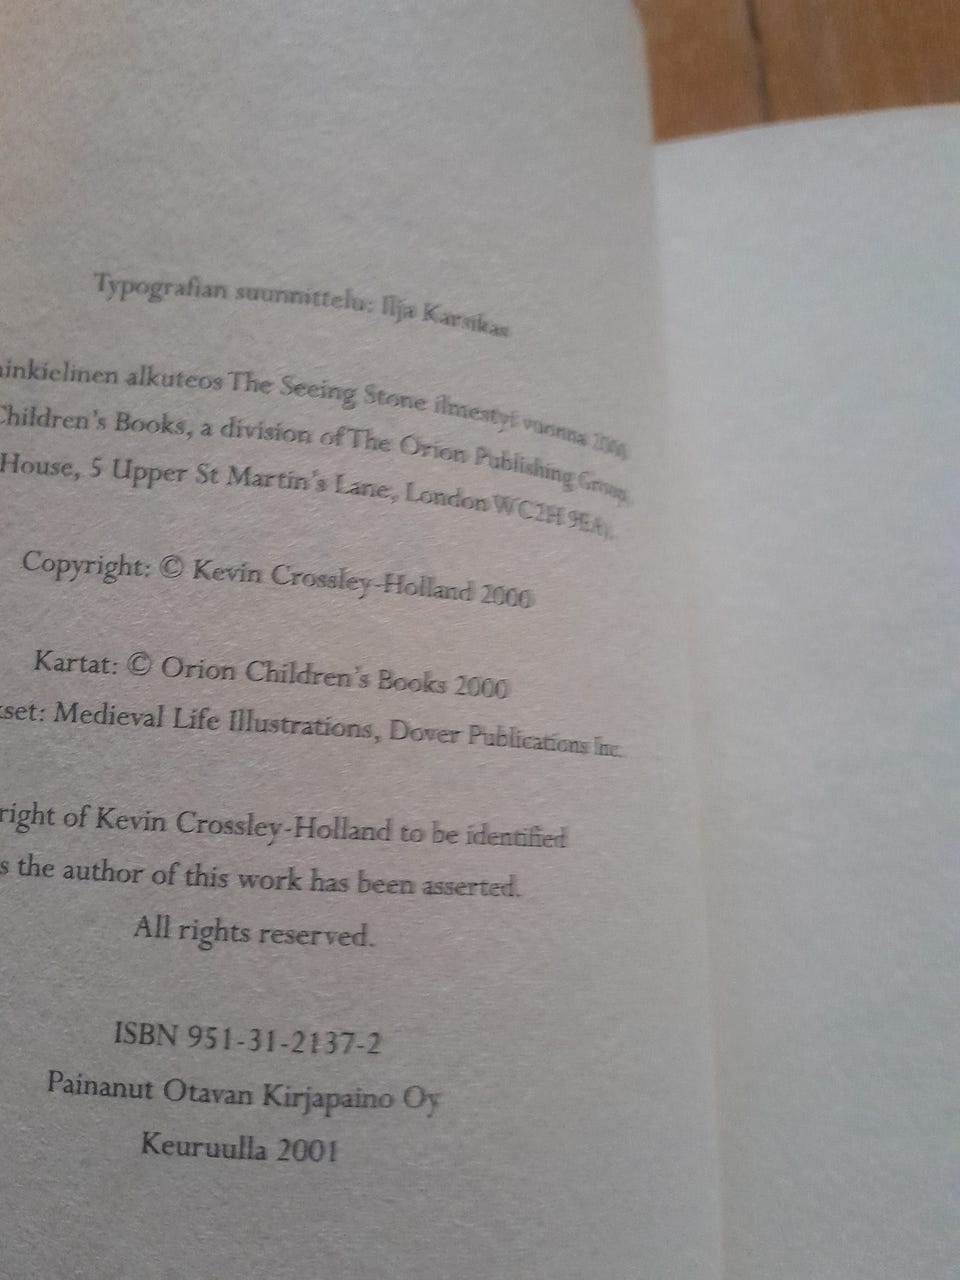 Typografian suunnittelu: Ilja Karsikas
inkielinen alkuteos The Seeing Stone ilmestyi vuonna 2000
Children's Books, a division of The Orion Publishing Group,
House, 5 Upper St Martin's Lane, London WC2H 9EA).
Copyright: © Kevin Crossley-Holland 2000
Kartat: © Orion Children's Books 2000
set: Medieval Life Illustrations, Dover Publications Inc.
right of Kevin Crossley-Holland to be identified
s the author of this work has been asserted.
All rights reserved.
ISBN 951-31-2137-2
Painanut Otavan Kirjapaino Oy
Keuruulla 2001